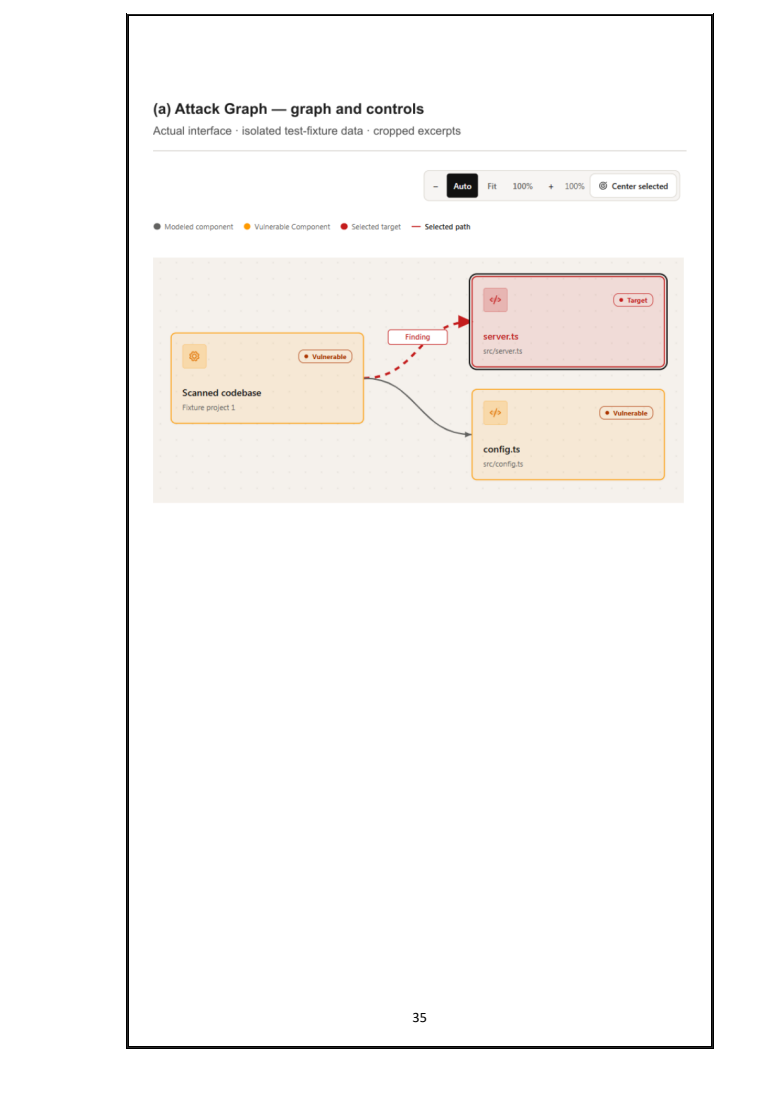 (a) Attack Graph — graph and controls
Actual interface · isolated test-fixture data · cropped excerpts
– Auto Fit 100% + 100% Center selected
Modeled component Vulnerable Component Selected target Selected path
</> Target
server.ts
src/server.ts
Finding
Vulnerable
Scanned codebase
Fixture project 1
</> Vulnerable
config.ts
src/config.ts
35